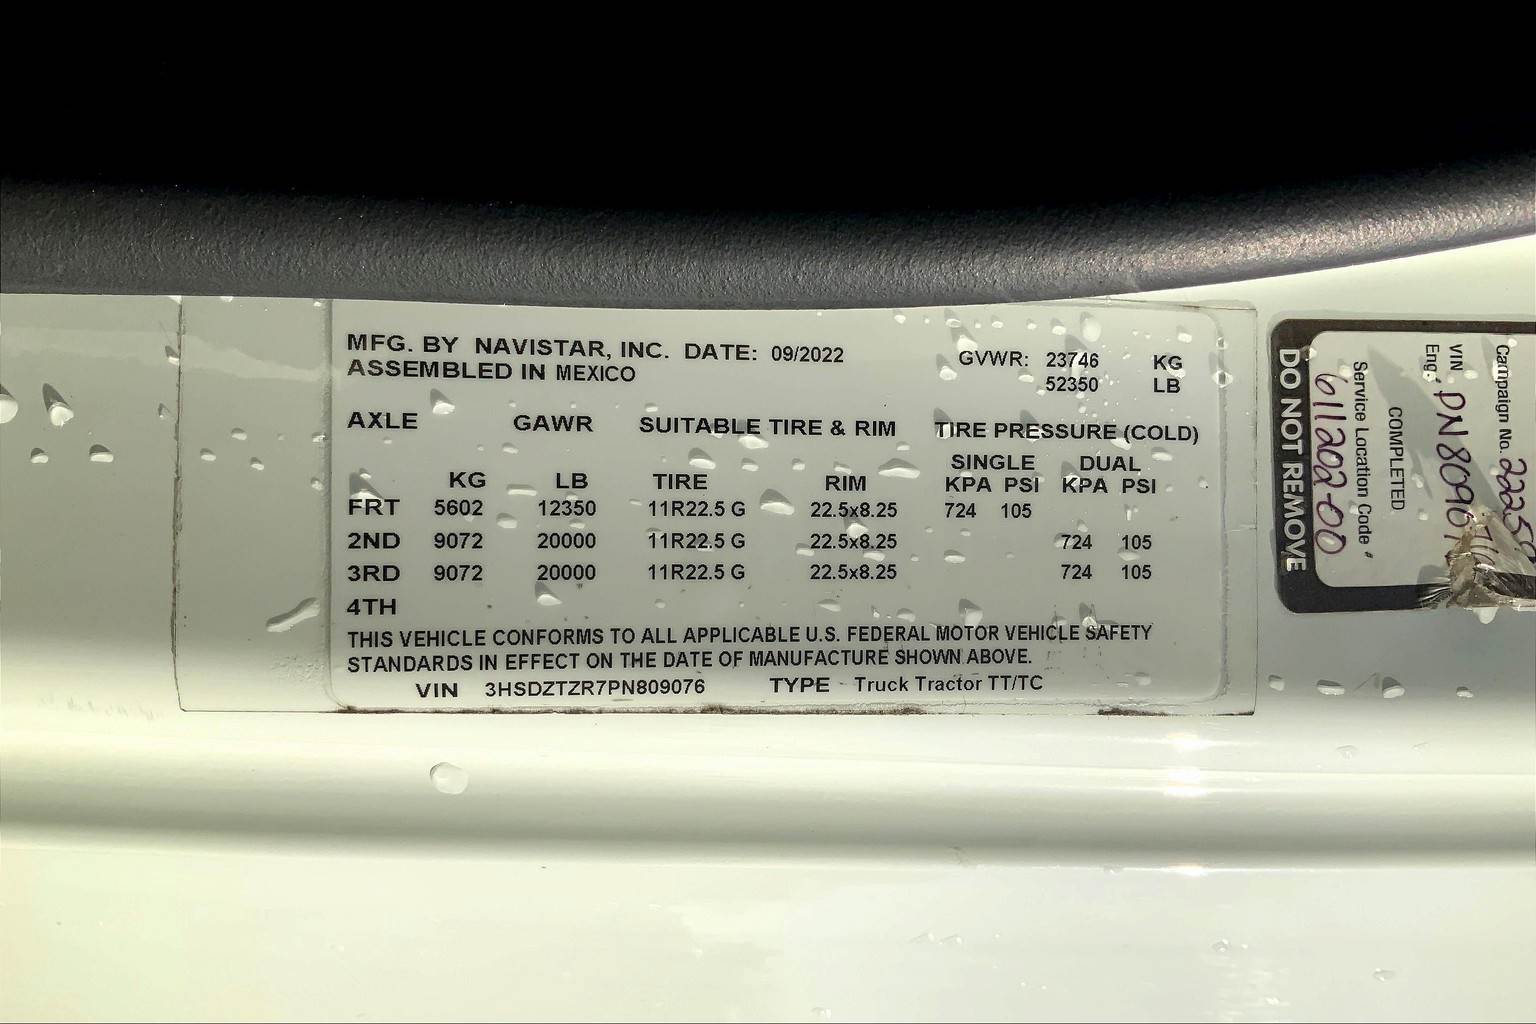 MFG. BY NAVISTAR, INC. DATE: 09/2022
ASSEMBLED IN MEXICO
GVWR: 23746 KG
52350 LB
AXLE GAWR SUITABLE TIRE & RIM TIRE PRESSURE (COLD)
SINGLE DUAL
KG LB TIRE RIM KPA PSI KPA PSI
FRT 5602 12350 11R22.5 G 22.5x8.25 724 105
2ND 9072 20000 11R22.5 G 22.5x8.25 724 105
3RD 9072 20000 11R22.5 G 22.5x8.25 724 105
4TH
THIS VEHICLE CONFORMS TO ALL APPLICABLE U.S. FEDERAL MOTOR VEHICLE SAFETY
STANDARDS IN EFFECT ON THE DATE OF MANUFACTURE SHOWN ABOVE.
VIN 3HSDZTZR7PN809076 TYPE - Truck Tractor TT/TC
Campaign No.
VIN
Eng. PN809076
COMPLETED
Service Location Code #
611202-00
DO NOT REMOVE